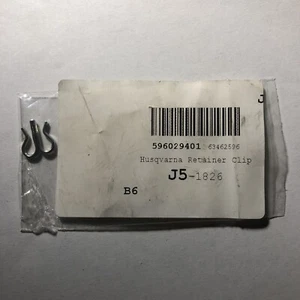 J
596029401 63462596
Husqvarna Retainer Clip
J5-1826
B6